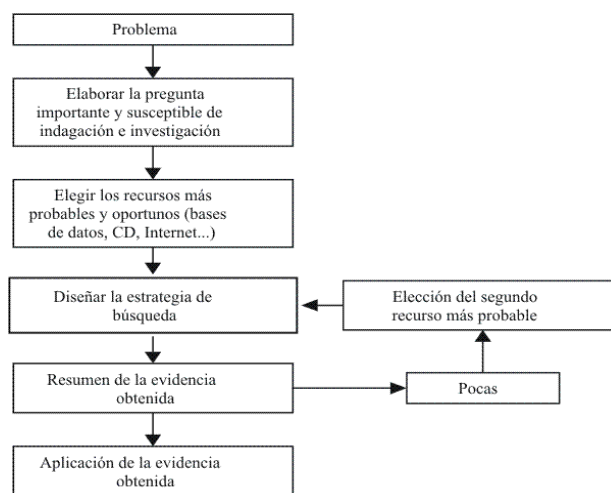 Problema
Elaborar la pregunta
importante y susceptible de
indagación e investigación
Elegir los recursos más
probables y oportunos (bases
de datos, CD, Internet...)
Diseñar la estrategia de
búsqueda
Elección del segundo
recurso más probable
Resumen de la evidencia
obtenida
Pocas
Aplicación de la evidencia
obtenida